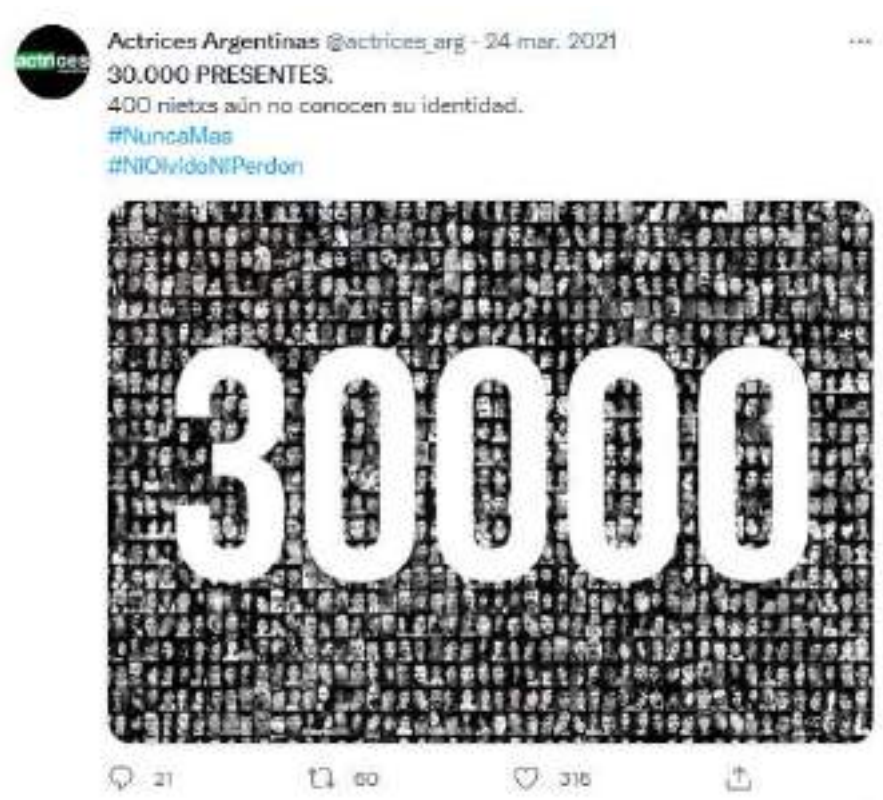 actrices
Actrices Argentinas @actrices_arg · 24 mar. 2021
30.000 PRESENTES.
400 nietxs aún no conocen su identidad.
#NuncaMas
#NiOlvidoNiPerdon
30000
21 60 316